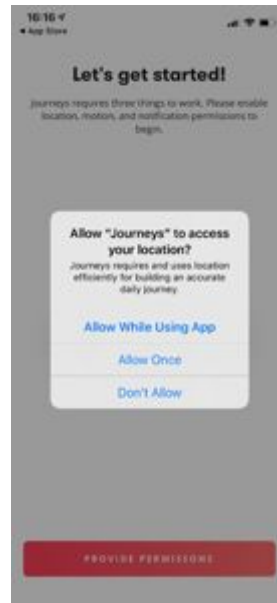 16:16
App Store
Let's get started!
Journeys requires three things to work. Please enable
location, motion, and notification permissions to
begin.
Allow "Journeys" to access
your location?
Journeys requires and uses location
efficiently for building an accurate
daily journey.
Allow While Using App
Allow Once
Don't Allow
PROVIDE PERMISSIONS